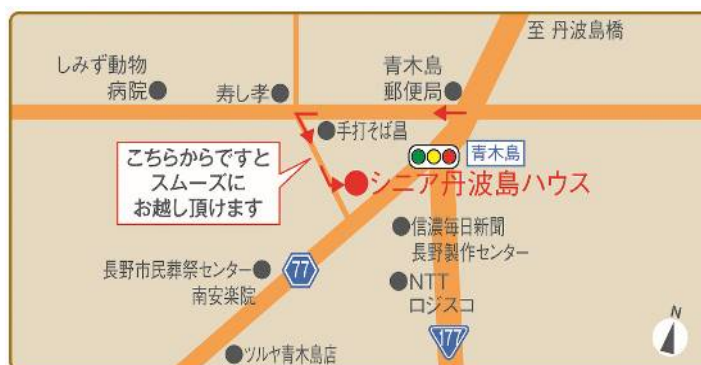 至 丹波島橋
しみず動物
病院
寿し孝
青木島
郵便局
手打そば昌
青木島
こちらからですと
スムーズに
お越し頂けます
シニア丹波島ハウス
信濃毎日新聞
長野製作センター
長野市民葬祭センター
南安楽院
77
NTT
ロジスコ
177
ツルヤ青木島店
N